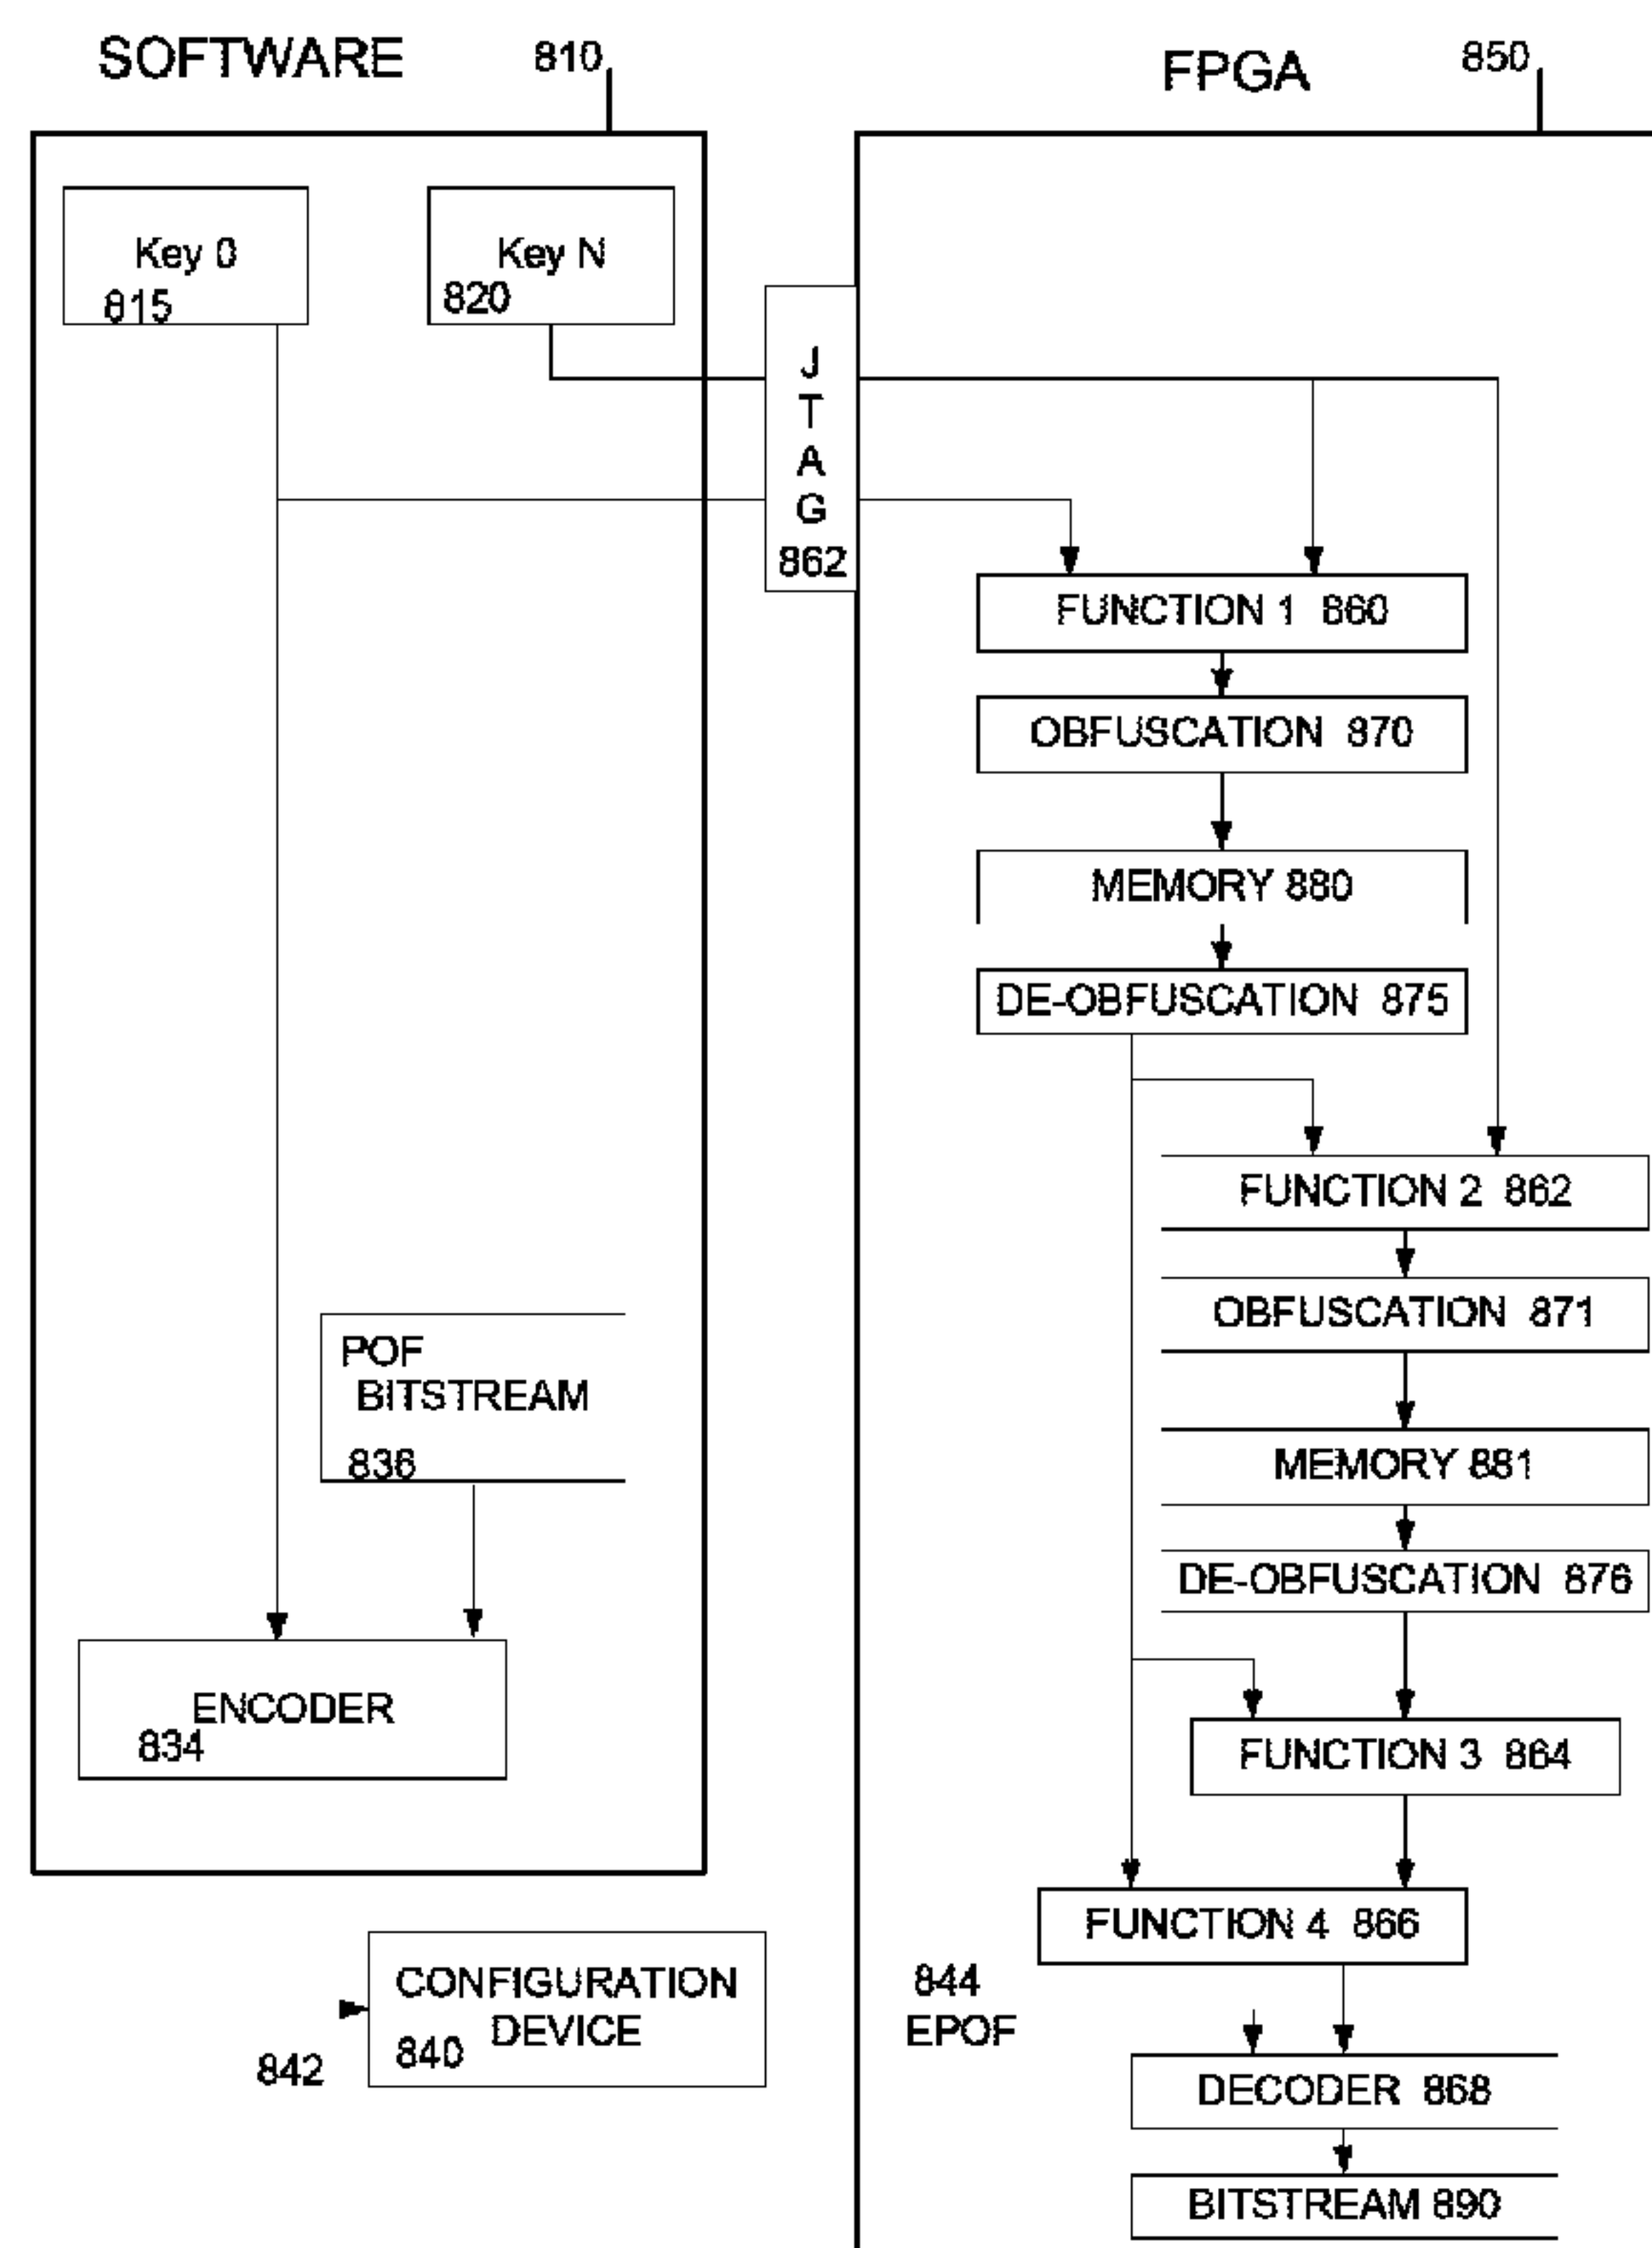 SOFTWARE 810
FPGA 850
Key 0
815
Key N
820
J
T
A
G
862
FUNCTION 1 860
OBFUSCATION 870
MEMORY 880
DE-OBFUSCATION 875
FUNCTION 2 862
OBFUSCATION 871
MEMORY 881
DE-OBFUSCATION 876
POF
BITSTREAM
836
ENCODER
834
FUNCTION 3 864
FUNCTION 4 866
CONFIGURATION
DEVICE
840
842
844
EPOF
DECODER 868
BITSTREAM 890